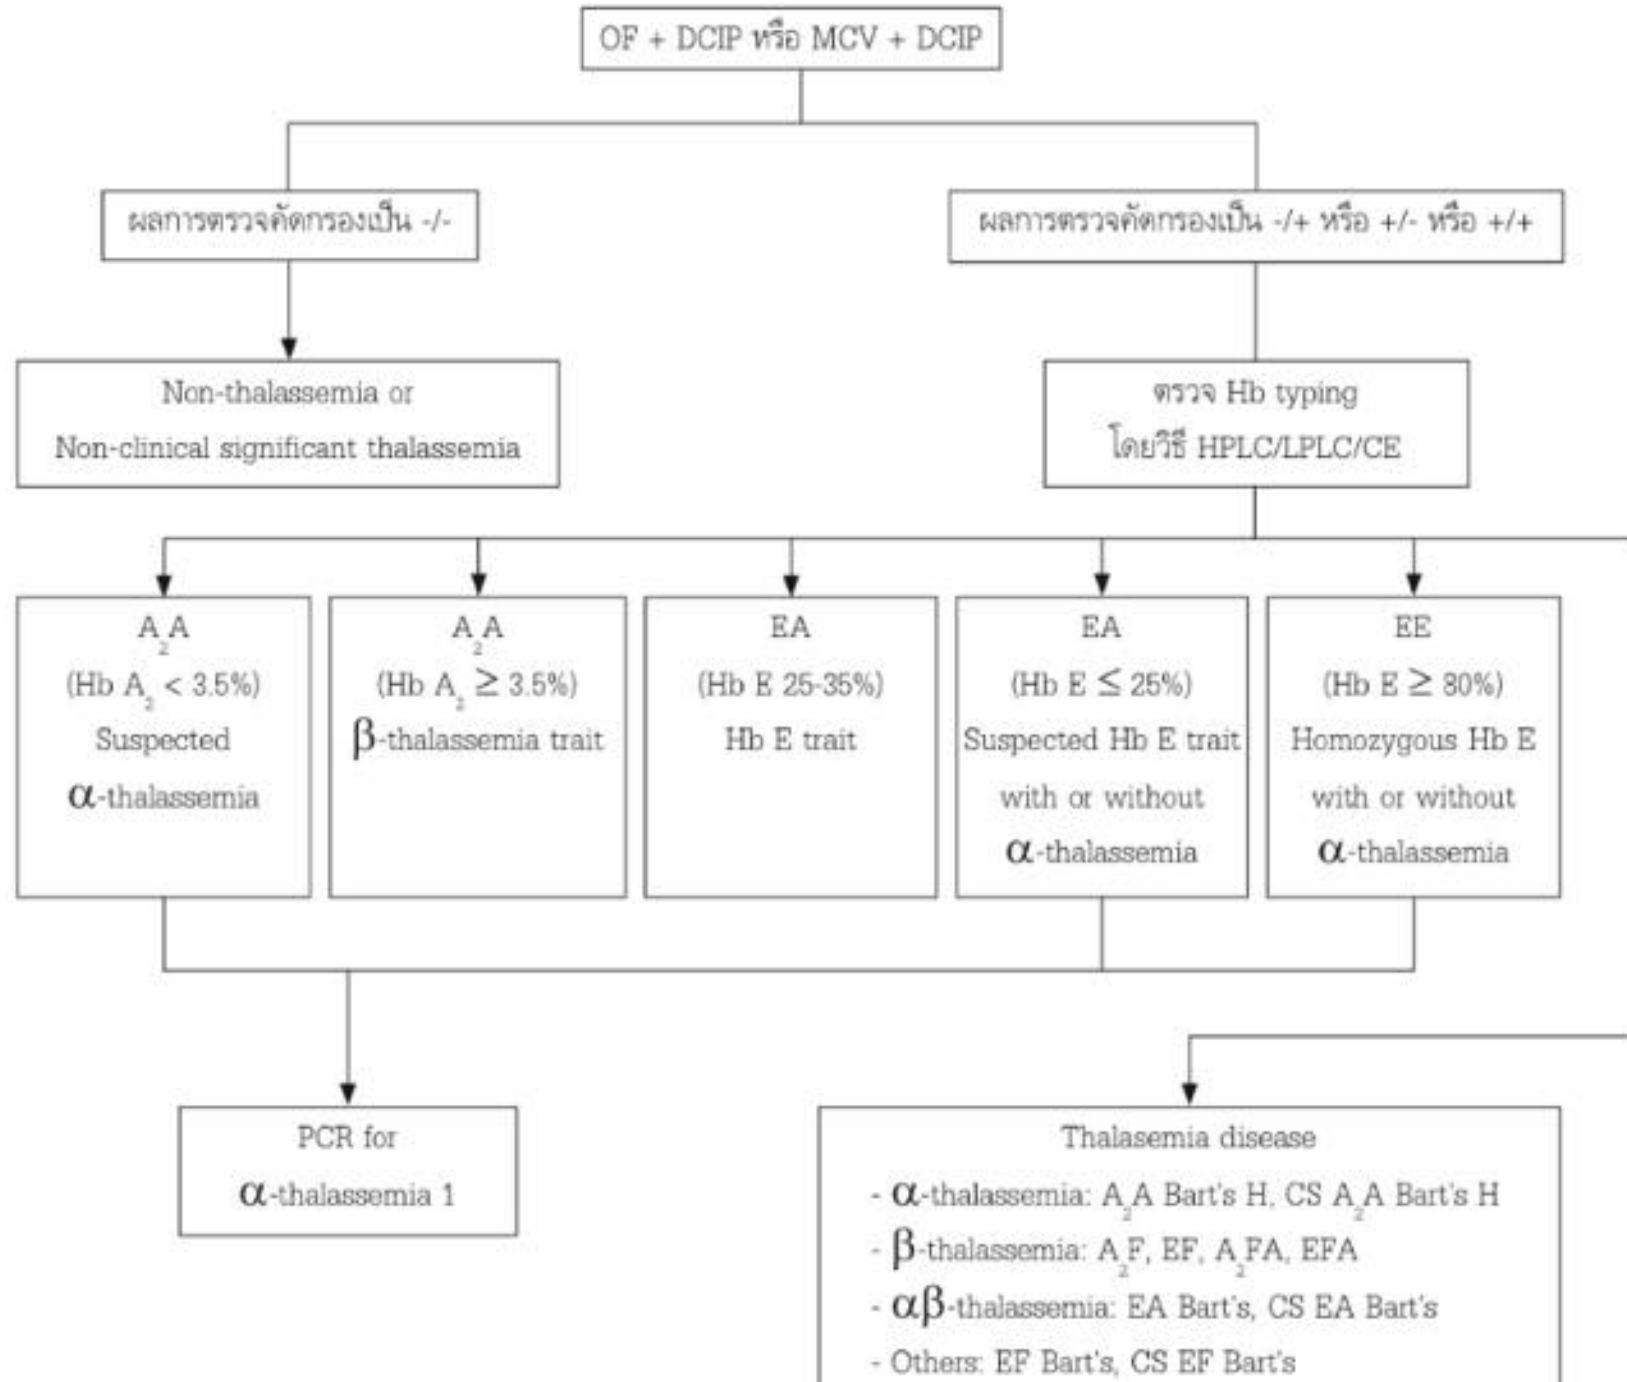 OF + DCIP หรือ MCV + DCIP
ผลการตรวจคัดกรองเป็น -/-
ผลการตรวจคัดกรองเป็น -/+ หรือ +/- หรือ +/+
Non-thalassemia or
Non-clinical significant thalassemia
ตรวจ Hb typing
โดยวิธี HPLC/LPLC/CE
A₂A
(Hb A₂ < 3.5%)
Suspected
α-thalassemia
A₂A
(Hb A₂ ≥ 3.5%)
β-thalassemia trait
EA
(Hb E 25-35%)
Hb E trait
EA
(Hb E ≤ 25%)
Suspected Hb E trait
with or without
α-thalassemia
EE
(Hb E ≥ 80%)
Homozygous Hb E
with or without
α-thalassemia
PCR for
α-thalassemia 1
Thalasemia disease
- α-thalassemia: A₂A Bart's H, CS A₂A Bart's H
- β-thalassemia: A₂F, EF, A₂FA, EFA
- αβ-thalassemia: EA Bart's, CS EA Bart's
- Others: EF Bart's, CS EF Bart's